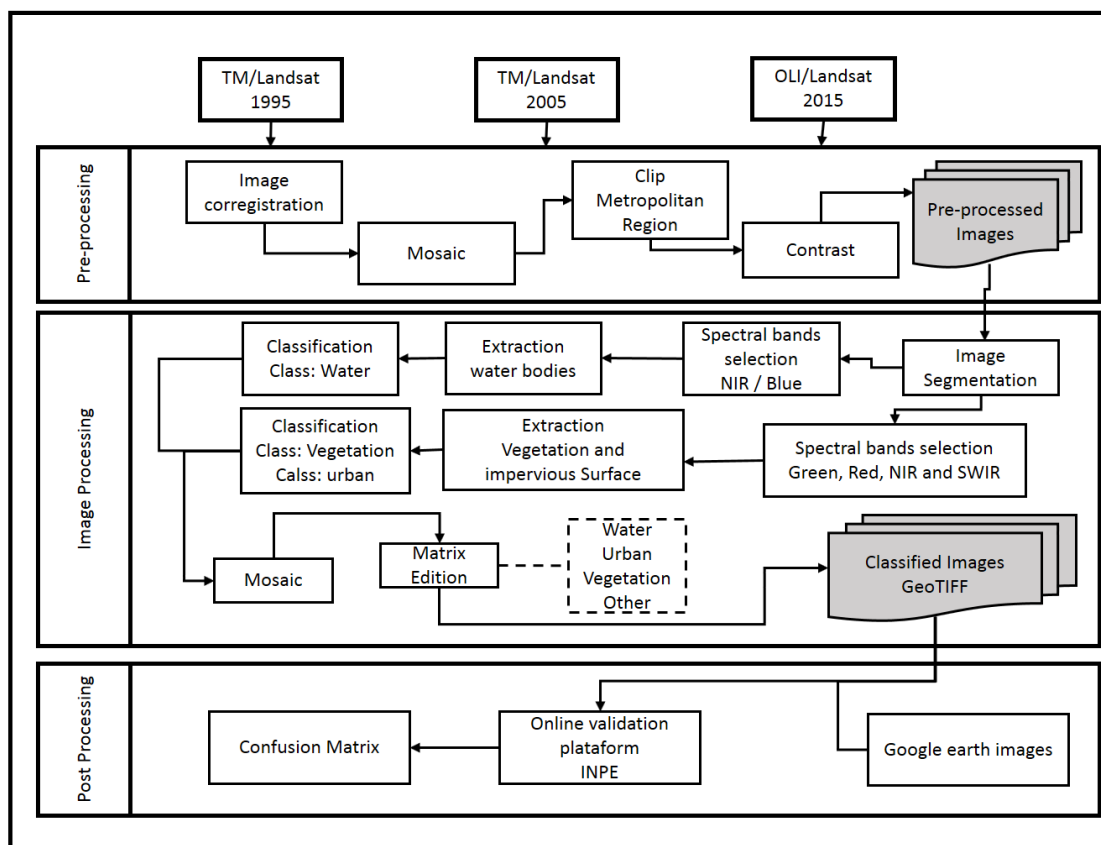 TM/Landsat
1995
TM/Landsat
2005
OLI/Landsat
2015
Pre-processing
Image
corregistration
Mosaic
Clip
Metropolitan
Region
Contrast
Pre-processed
Images
Image Processing
Classification
Class: Water
Extraction
water bodies
Spectral bands
selection
NIR / Blue
Image
Segmentation
Classification
Class: Vegetation
Calss: urban
Extraction
Vegetation and
impervious Surface
Spectral bands selection
Green, Red, NIR and SWIR
Mosaic
Matrix
Edition
Water
Urban
Vegetation
Other
Classified Images
GeoTIFF
Post Processing
Confusion Matrix
Online validation
plataform
INPE
Google earth images